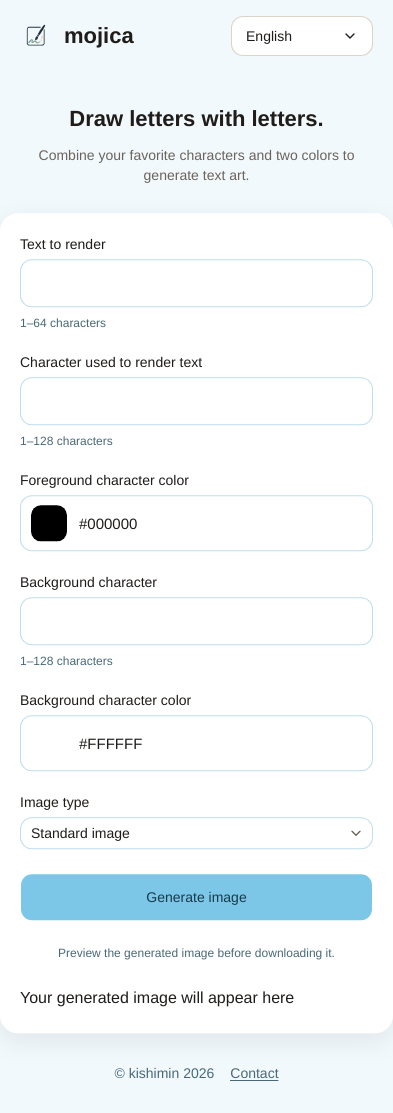 mojica
English
Draw letters with letters.
Combine your favorite characters and two colors to
generate text art.
Text to render
1–64 characters
Character used to render text
1–128 characters
Foreground character color
#000000
Background character
1–128 characters
Background character color
#FFFFFF
Image type
Standard image
Generate image
Preview the generated image before downloading it.
Your generated image will appear here
© kishimin 2026 Contact